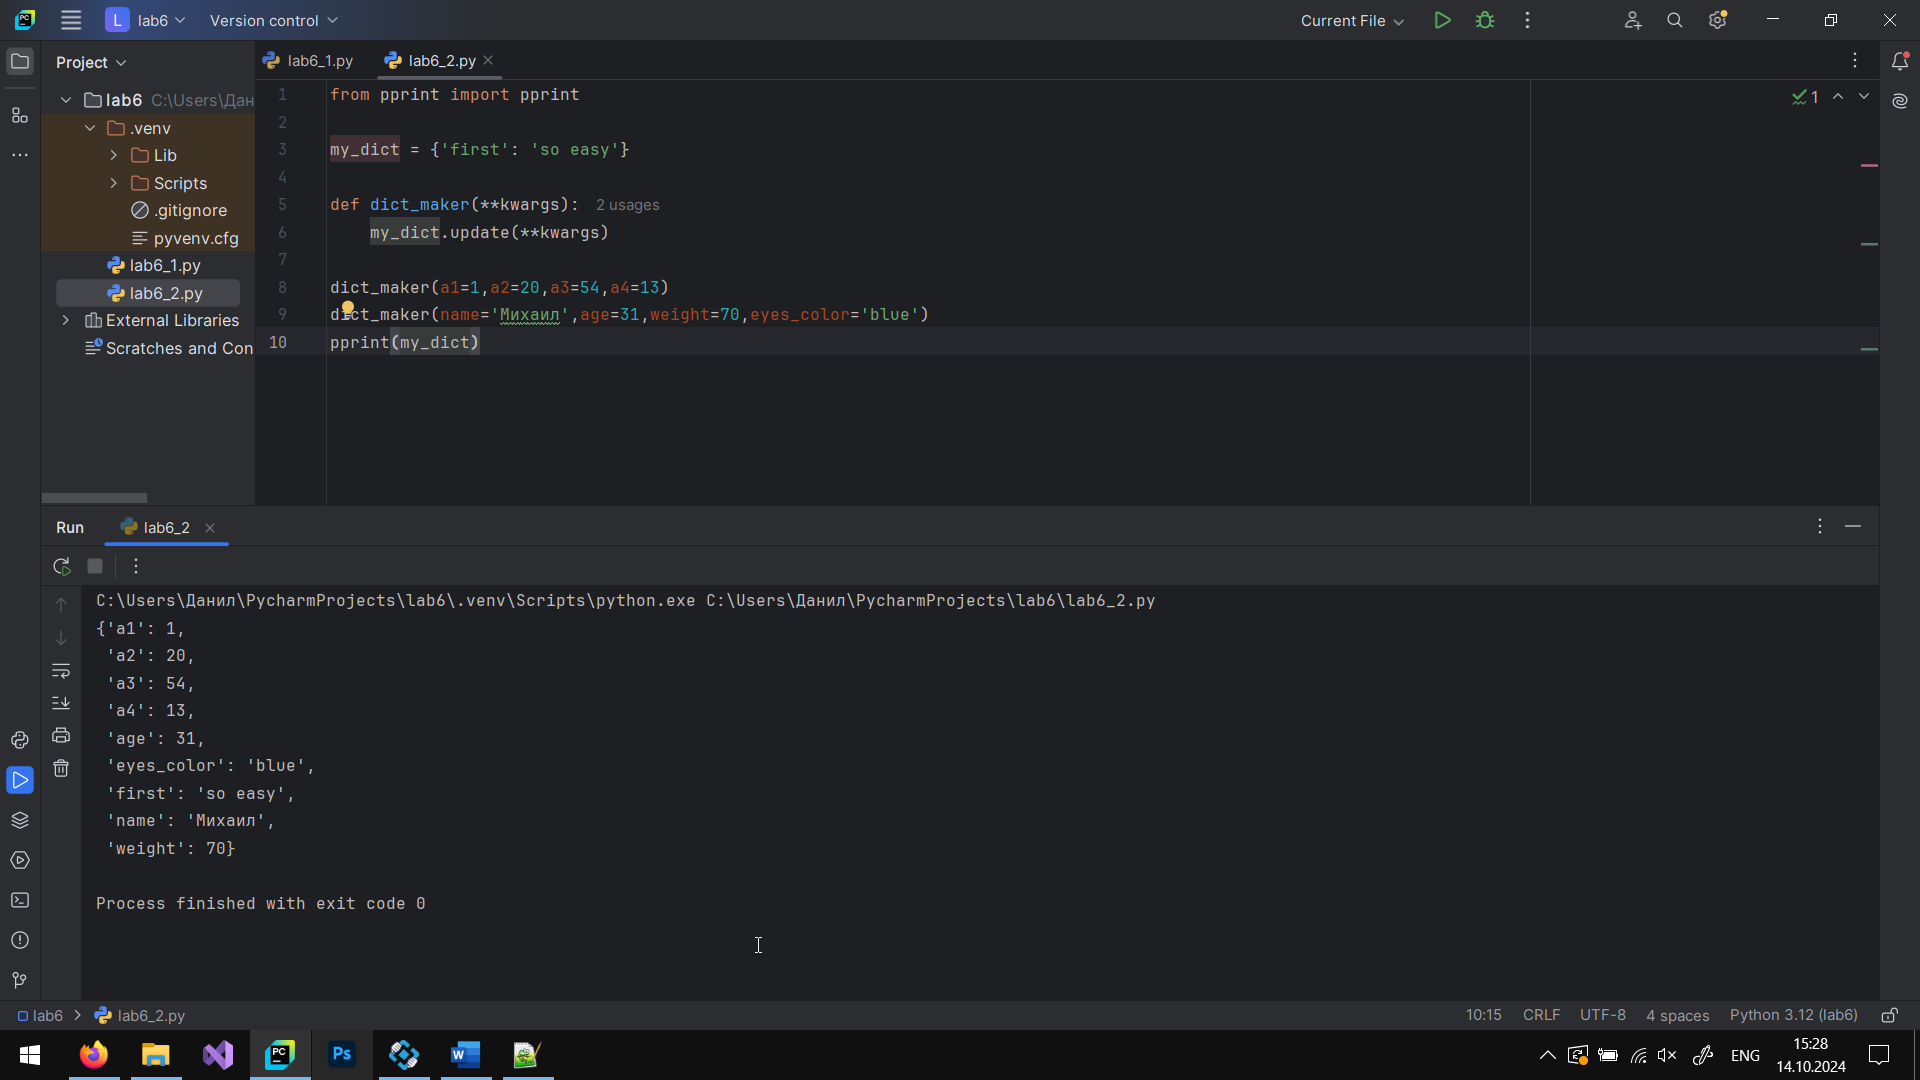 L lab6 Version control Current File
Project lab6_1.py lab6_2.py
lab6 C:\Users\Дан
.venv
Lib
Scripts
.gitignore
pyvenv.cfg
lab6_1.py
lab6_2.py
External Libraries
Scratches and Con
1 from pprint import pprint
2
3 my_dict = {'first': 'so easy'}
4
5 def dict_maker(**kwargs): 2 usages
6 my_dict.update(**kwargs)
7
8 dict_maker(a1=1,a2=20,a3=54,a4=13)
9 dict_maker(name='Михаил',age=31,weight=70,eyes_color='blue')
10 pprint(my_dict)
1
Run lab6_2
C:\Users\Данил\PycharmProjects\lab6\.venv\Scripts\python.exe C:\Users\Данил\PycharmProjects\lab6\lab6_2.py
{'a1': 1,
'a2': 20,
'a3': 54,
'a4': 13,
'age': 31,
'eyes_color': 'blue',
'first': 'so easy',
'name': 'Михаил',
'weight': 70}
Process finished with exit code 0
lab6 lab6_2.py 10:15 CRLF UTF-8 4 spaces Python 3.12 (lab6)
PC Ps W ENG 15:28
14.10.2024